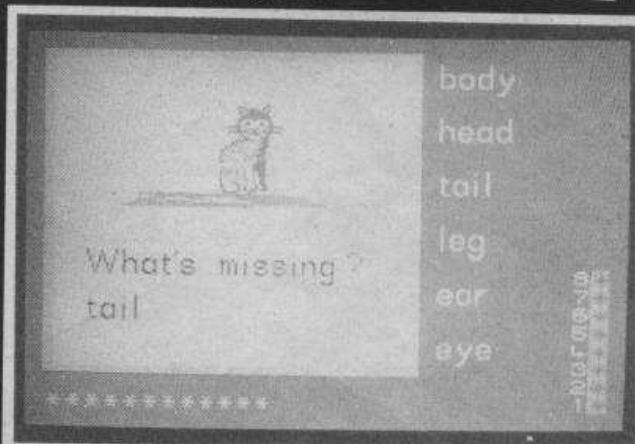 What's missing?
tail
body
head
tail
leg
ear
eye
************